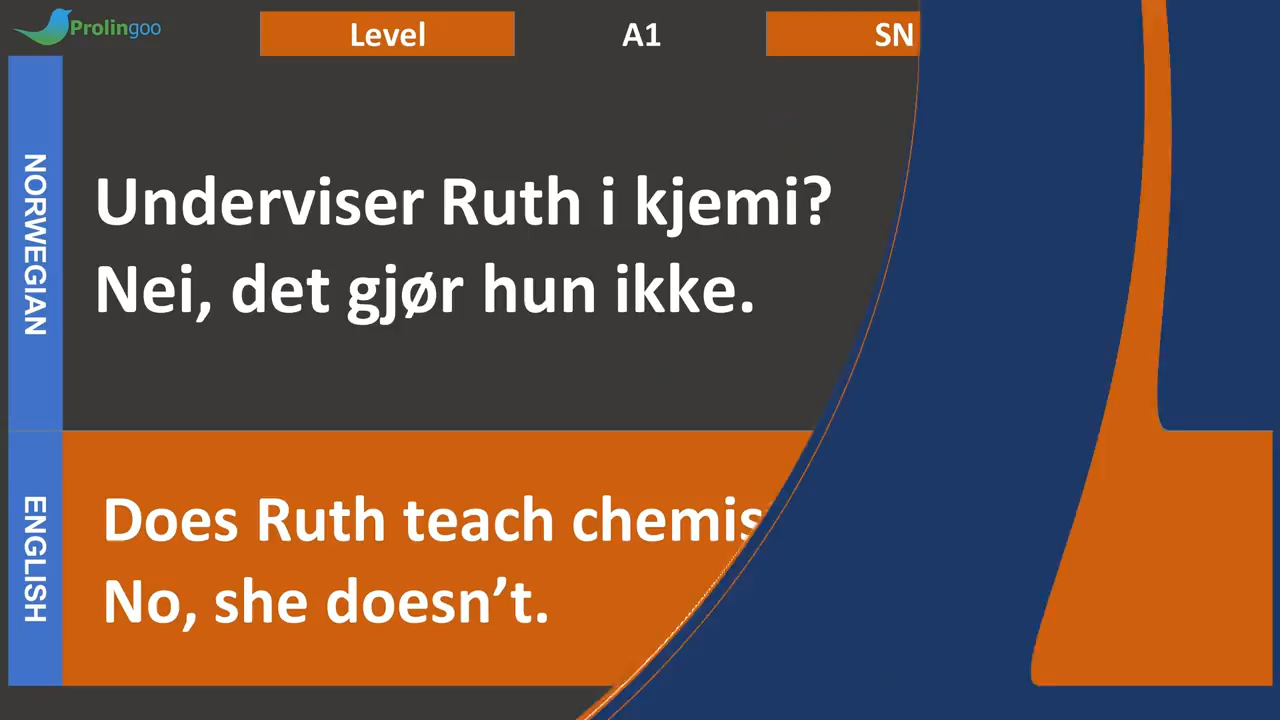 Prolingoo
Level A1 SN
NORWEGIAN
Underviser Ruth i kjemi?
Nei, det gjør hun ikke.
ENGLISH
Does Ruth teach
No, she doesn’t.